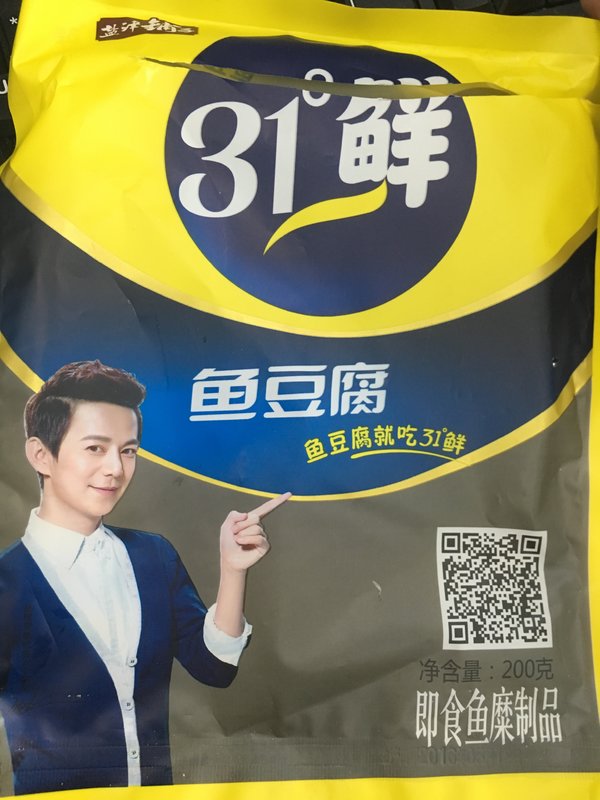 盐津铺子
31°鲜
鱼豆腐
鱼豆腐就吃31°鲜
净含量：200克
即食鱼糜制品